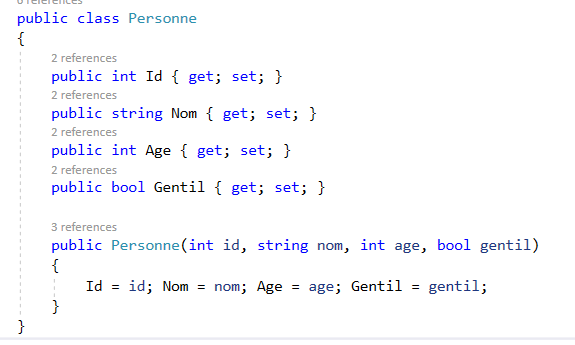 6 references
public class Personne
{
2 references
public int Id { get; set; }
2 references
public string Nom { get; set; }
2 references
public int Age { get; set; }
2 references
public bool Gentil { get; set; }
3 references
public Personne(int id, string nom, int age, bool gentil)
{
Id = id; Nom = nom; Age = age; Gentil = gentil;
}
}